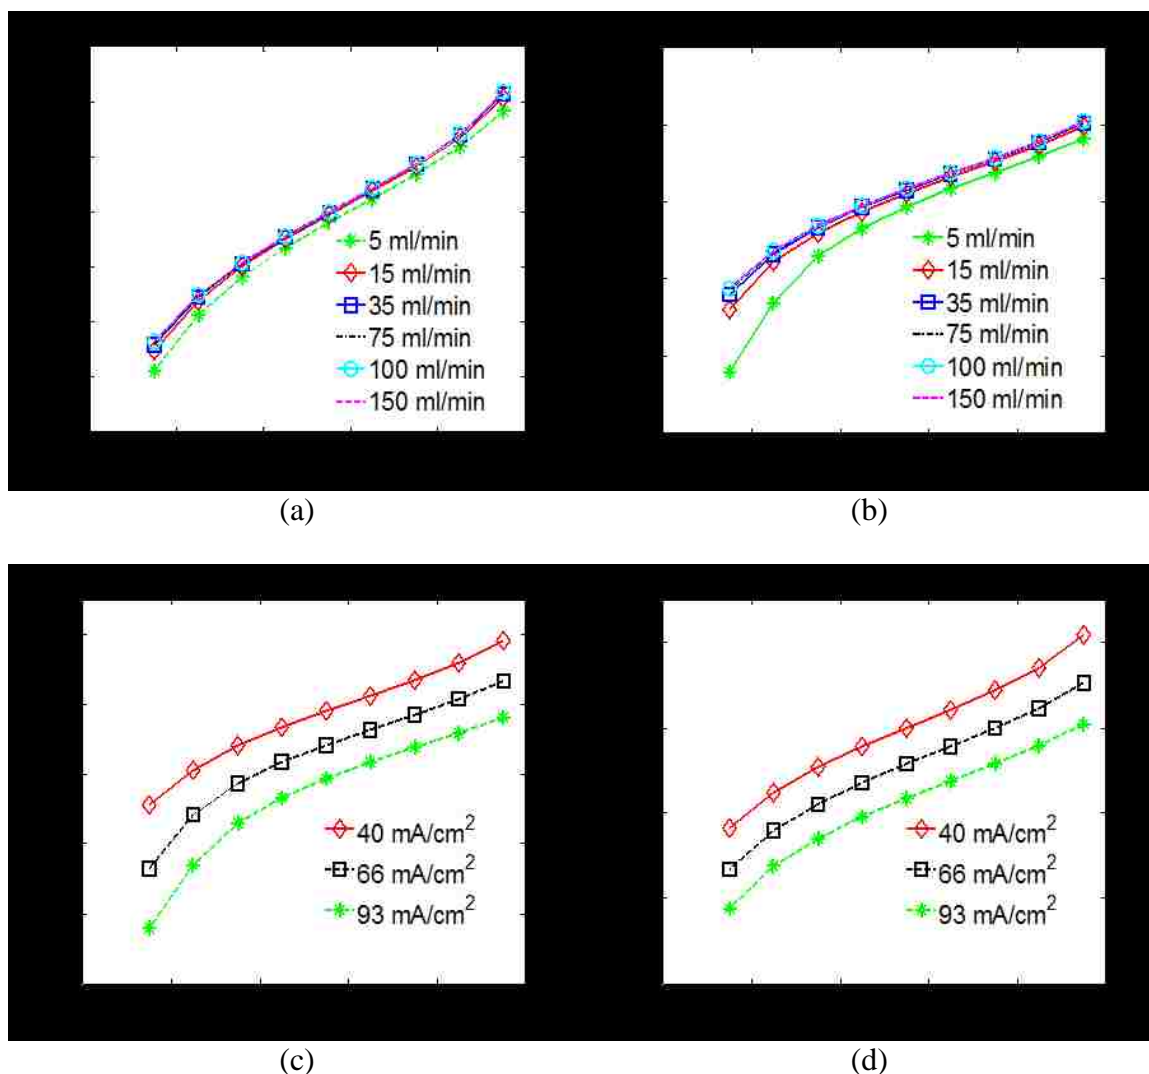 5 ml/min
15 ml/min
35 ml/min
75 ml/min
100 ml/min
150 ml/min
5 ml/min
15 ml/min
35 ml/min
75 ml/min
100 ml/min
150 ml/min
(a)
(b)
40 mA/cm²
66 mA/cm²
93 mA/cm²
40 mA/cm²
66 mA/cm²
93 mA/cm²
(c)
(d)